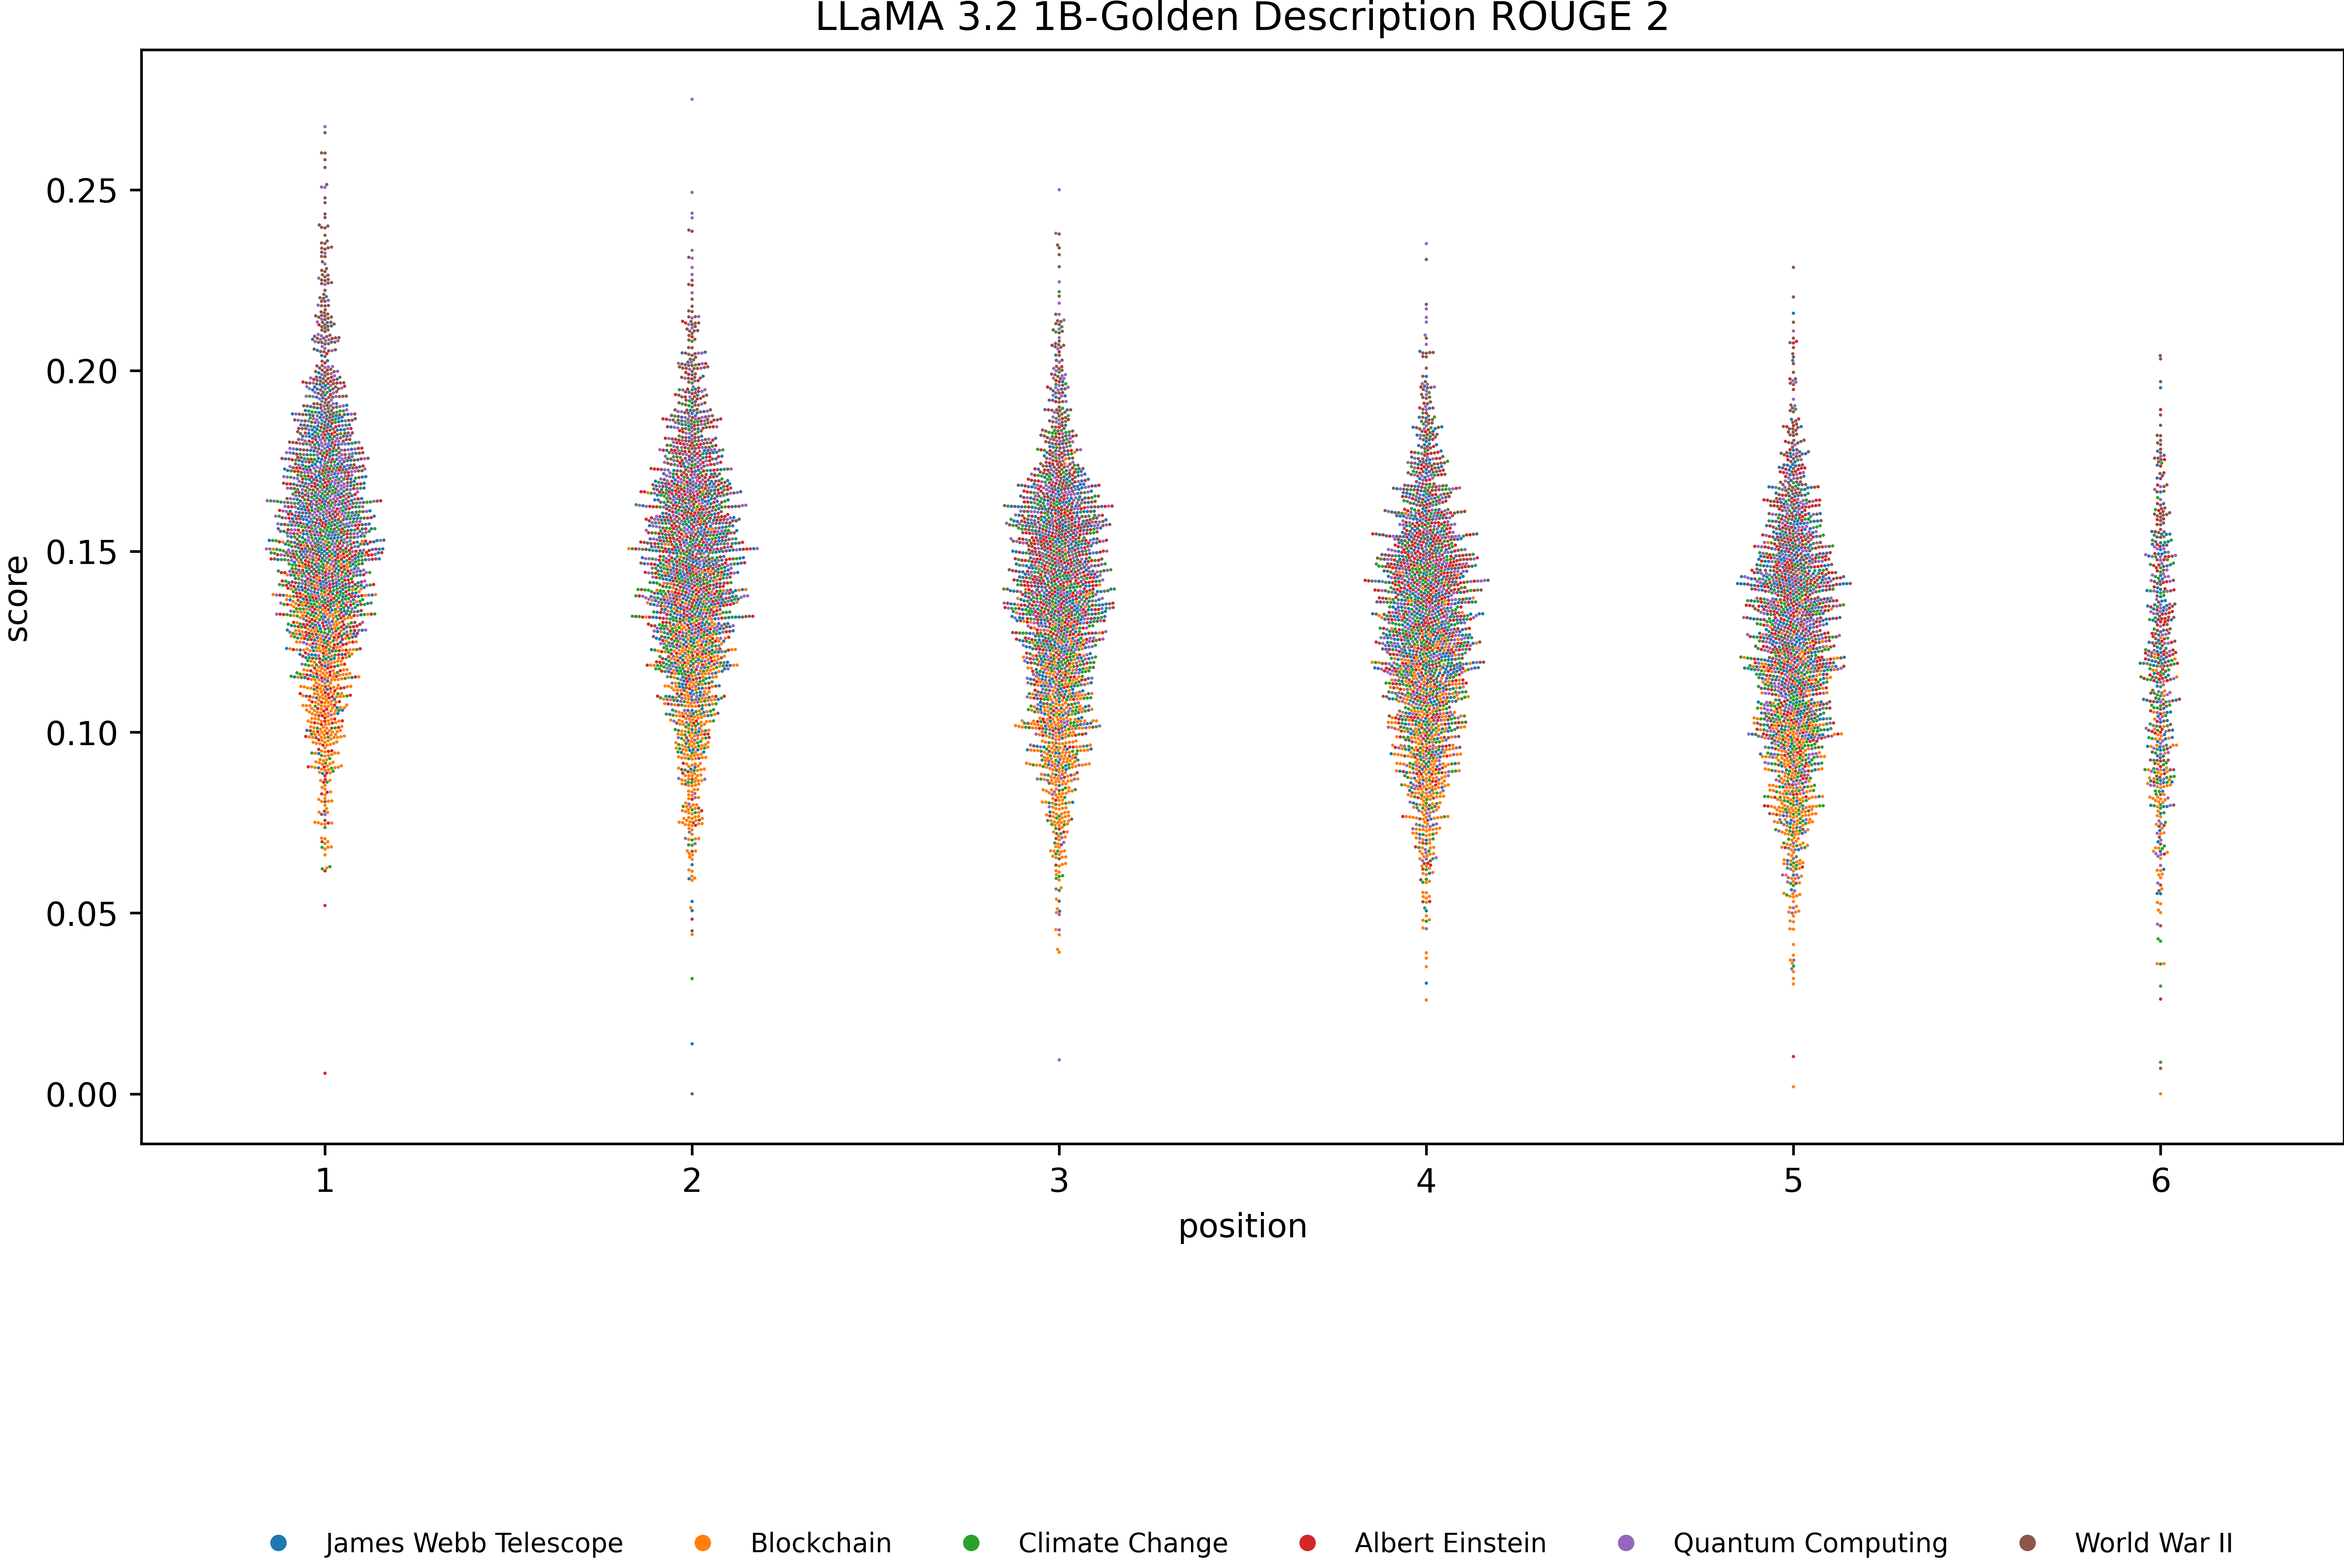 LLaMA 3.2 1B-Golden Description ROUGE 2
score
0.25
0.20
0.15
0.10
0.05
0.00
1 2 3 4 5 6
position
James Webb Telescope Blockchain Climate Change Albert Einstein Quantum Computing World War II